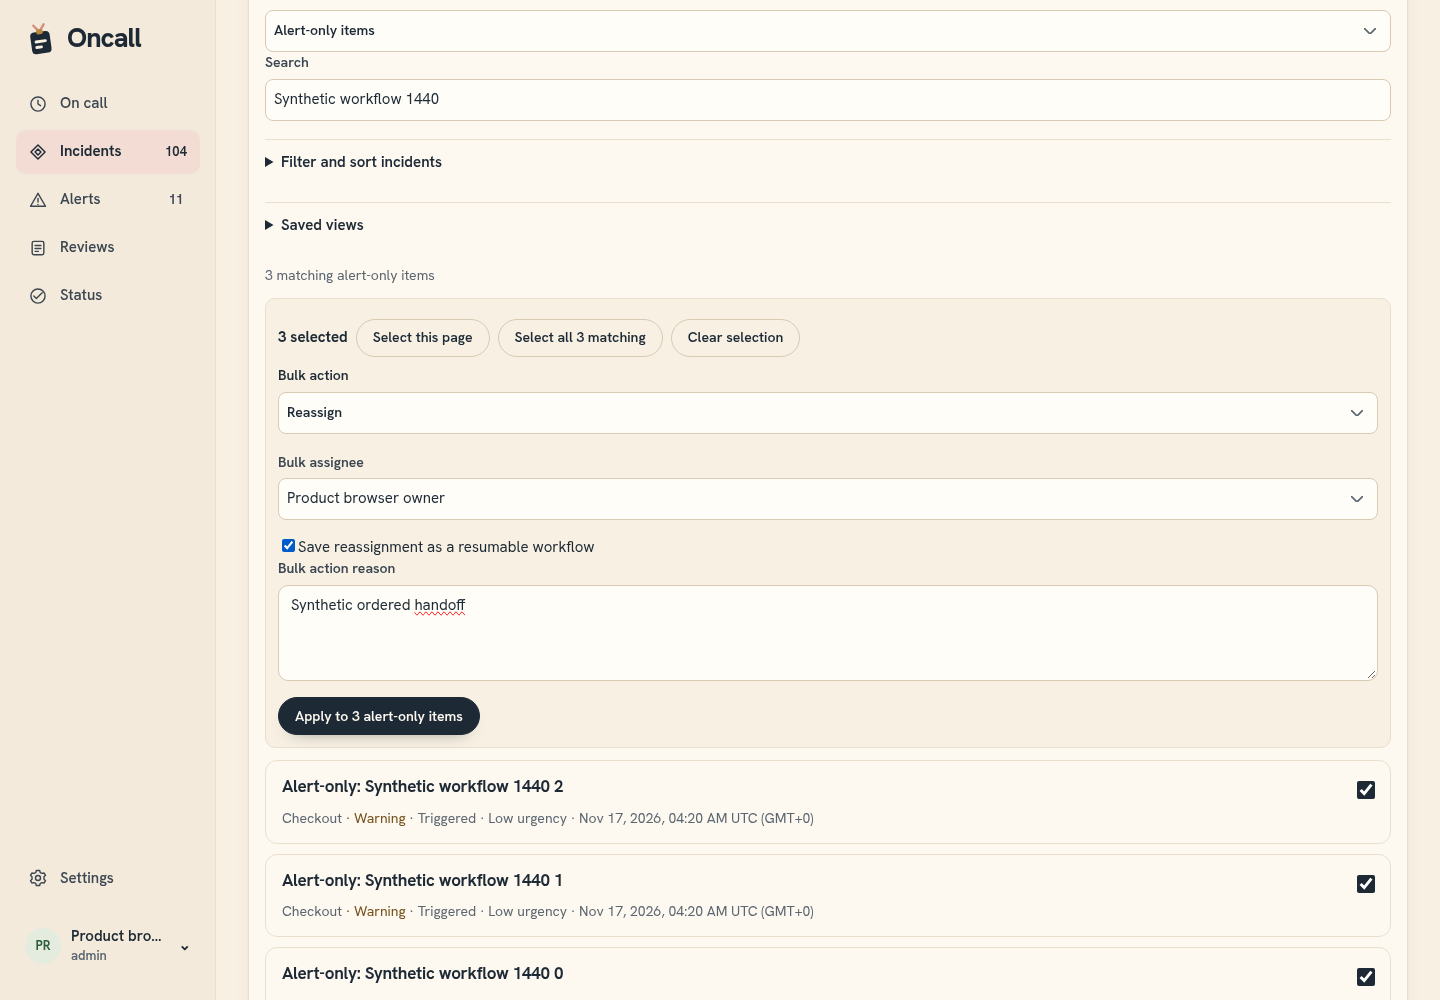 Oncall
On call
Incidents 104
Alerts 11
Reviews
Status
Settings
PR
Product bro...
admin
Alert-only items
Search
Synthetic workflow 1440
Filter and sort incidents
Saved views
3 matching alert-only items
3 selected Select this page Select all 3 matching Clear selection
Bulk action
Reassign
Bulk assignee
Product browser owner
Save reassignment as a resumable workflow
Bulk action reason
Synthetic ordered handoff
Apply to 3 alert-only items
Alert-only: Synthetic workflow 1440 2
Checkout · Warning · Triggered · Low urgency · Nov 17, 2026, 04:20 AM UTC (GMT+0)
Alert-only: Synthetic workflow 1440 1
Checkout · Warning · Triggered · Low urgency · Nov 17, 2026, 04:20 AM UTC (GMT+0)
Alert-only: Synthetic workflow 1440 0